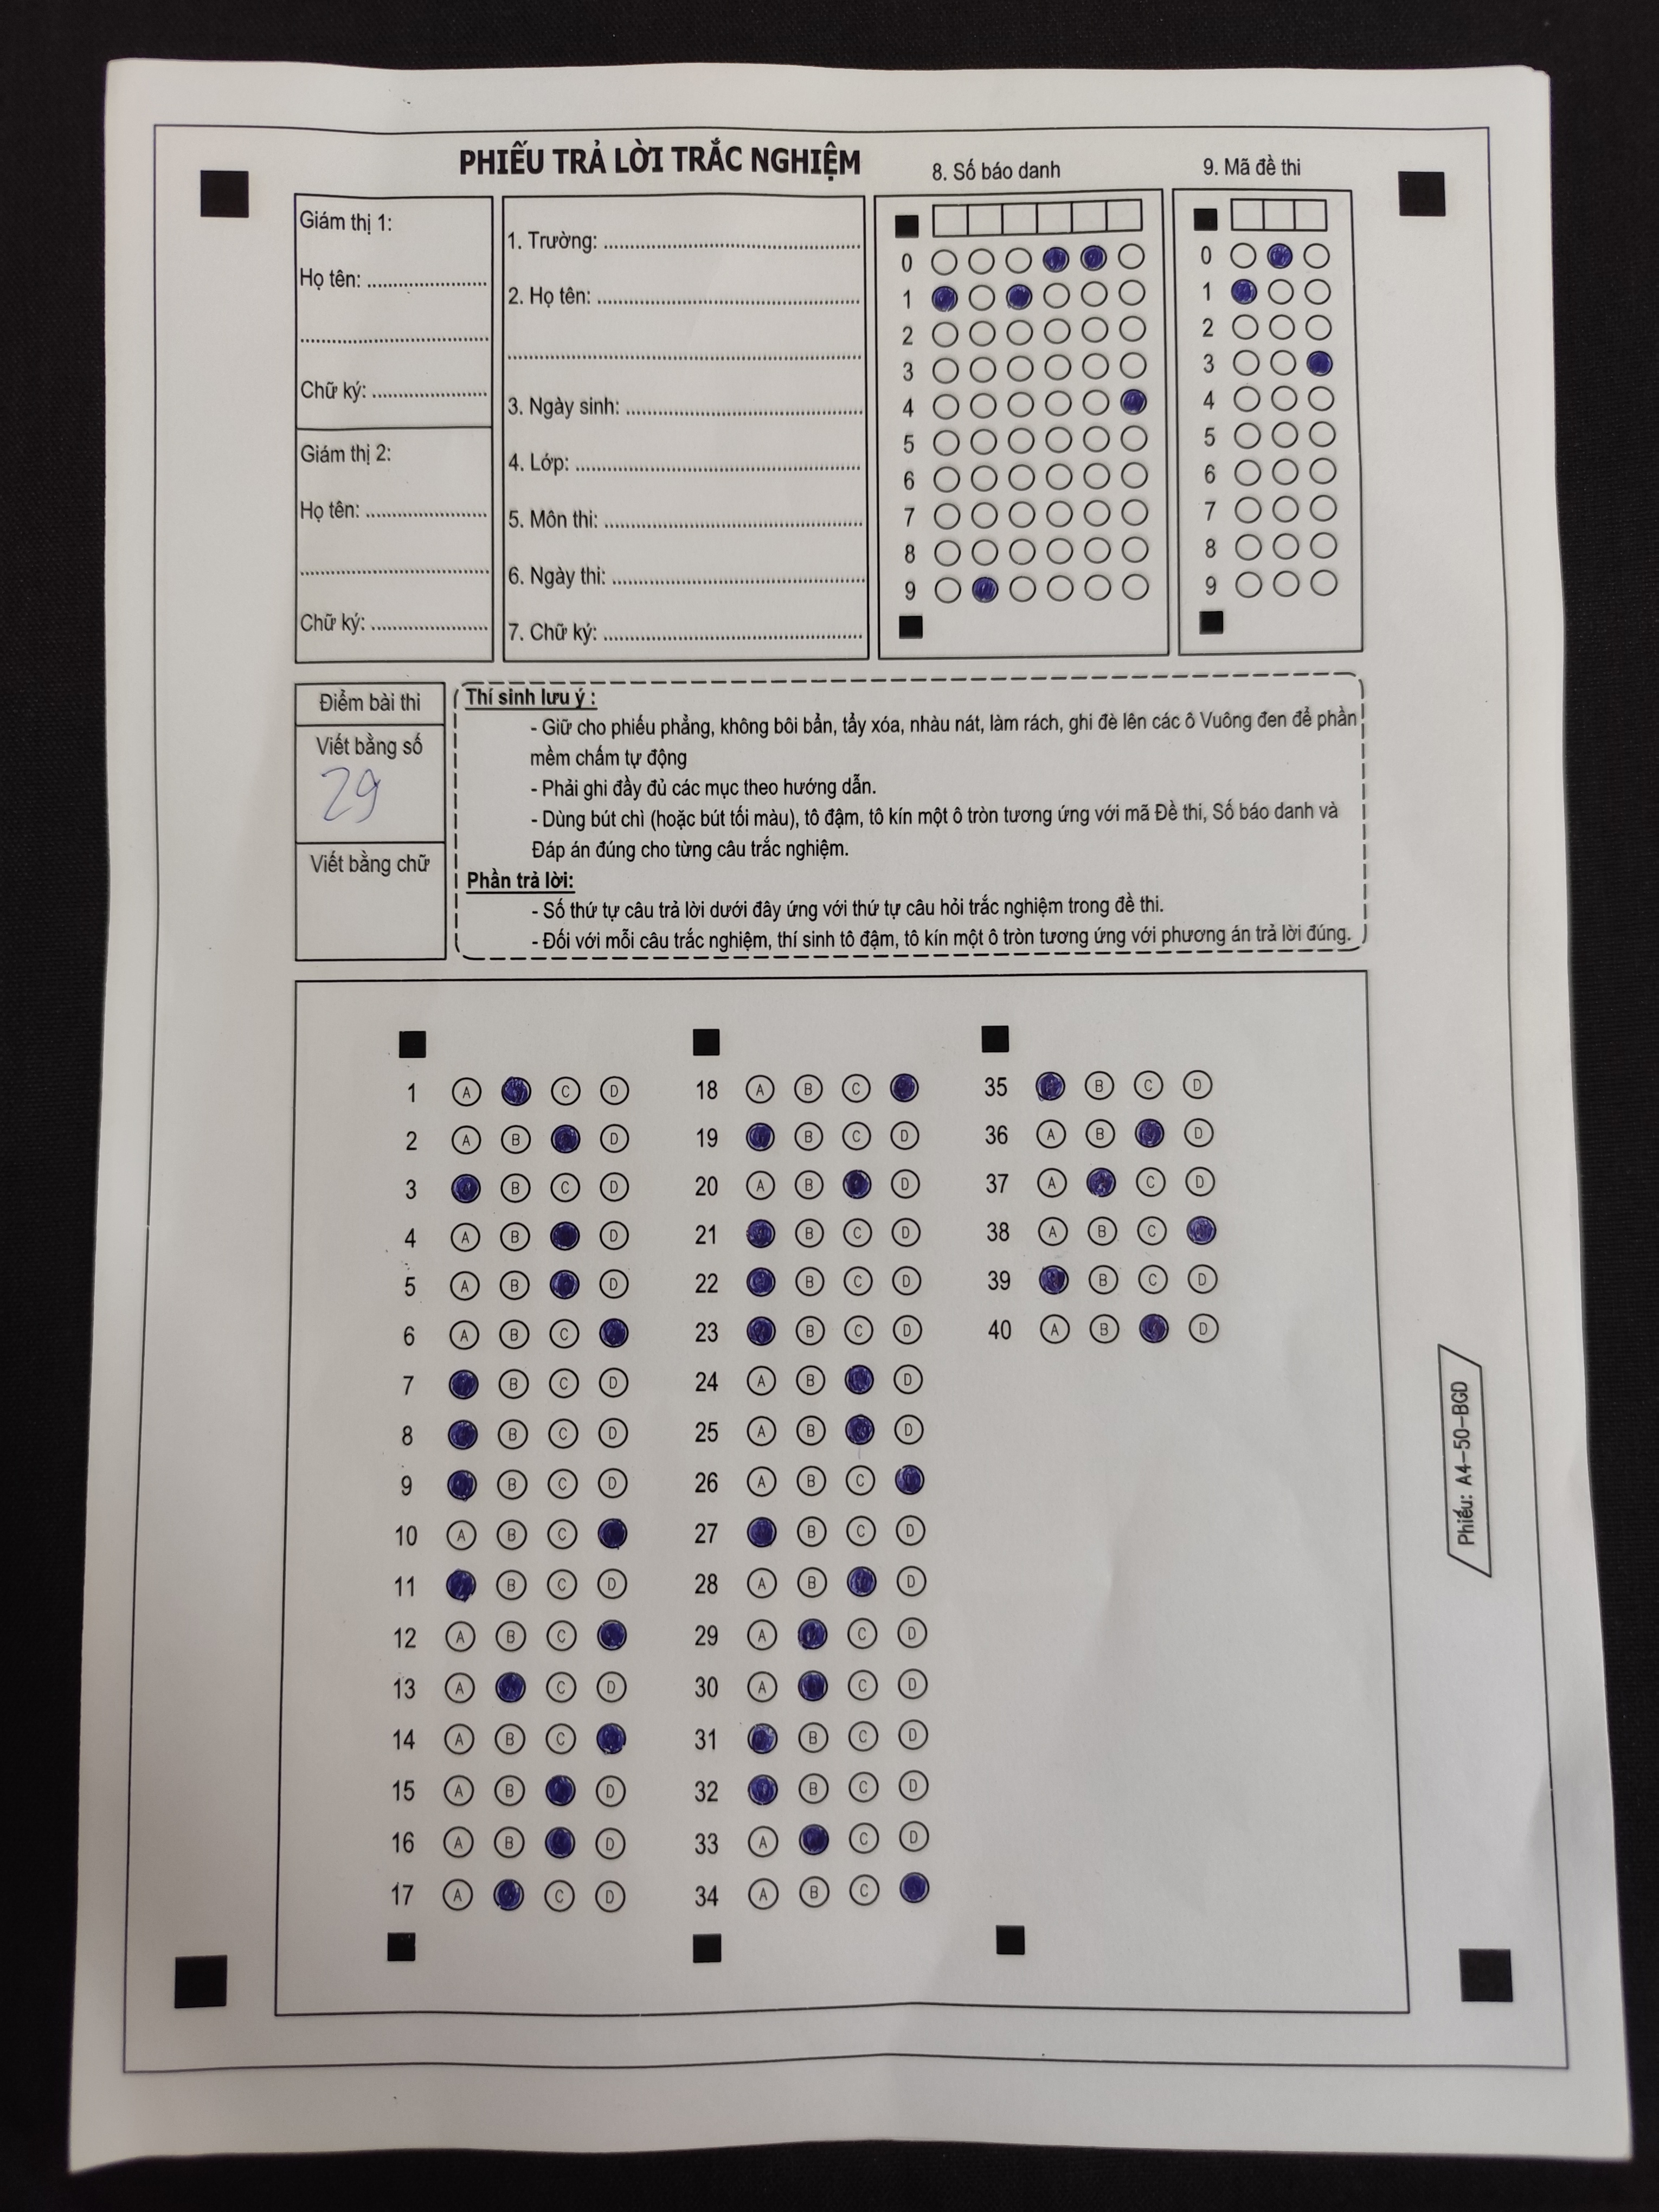 PHIẾU TRẢ LỜI TRẮC NGHIỆM
8. Số báo danh
9. Mã đề thi
Giám thị 1:
Họ tên: ........................
......................................
Chữ ký: .......................
Giám thị 2:
Họ tên: ........................
......................................
Chữ ký: .......................
1. Trường: ....................................................
2. Họ tên: .....................................................
.......................................................................
3. Ngày sinh: ................................................
4. Lớp: .........................................................
5. Môn thi: ....................................................
6. Ngày thi: ...................................................
7. Chữ ký: ....................................................
0
1
2
3
4
5
6
7
8
9
0
1
2
3
4
5
6
7
8
9
Điểm bài thi
Viết bằng số
29
Viết bằng chữ
Thí sinh lưu ý :
- Giữ cho phiếu phẳng, không bôi bẩn, tẩy xóa, nhàu nát, làm rách, ghi đè lên các ô Vuông đen để phần
mềm chấm tự động
- Phải ghi đầy đủ các mục theo hướng dẫn.
- Dùng bút chì (hoặc bút tối màu), tô đậm, tô kín một ô tròn tương ứng với mã Đề thi, Số báo danh và
Đáp án đúng cho từng câu trắc nghiệm.
Phần trả lời:
- Số thứ tự câu trả lời dưới đây ứng với thứ tự câu hỏi trắc nghiệm trong đề thi.
- Đối với mỗi câu trắc nghiệm, thí sinh tô đậm, tô kín một ô tròn tương ứng với phương án trả lời đúng.
1 A C D
2 A B D
3 B C D
4 A B D
5 A B D
6 A B C
7 B C D
8 B C D
9 B C D
10 A B C
11 B C D
12 A B C
13 A C D
14 A B C
15 A B D
16 A B D
17 A C D
18 A B C
19 B C D
20 A B D
21 B C D
22 B C D
23 B C D
24 A B D
25 A B D
26 A B C
27 B C D
28 A B D
29 A C D
30 A C D
31 B C D
32 B C D
33 A C D
34 A B C
35 B C D
36 A B D
37 A C D
38 A B C
39 B C D
40 A B D
Phiếu: A4-50-BGD